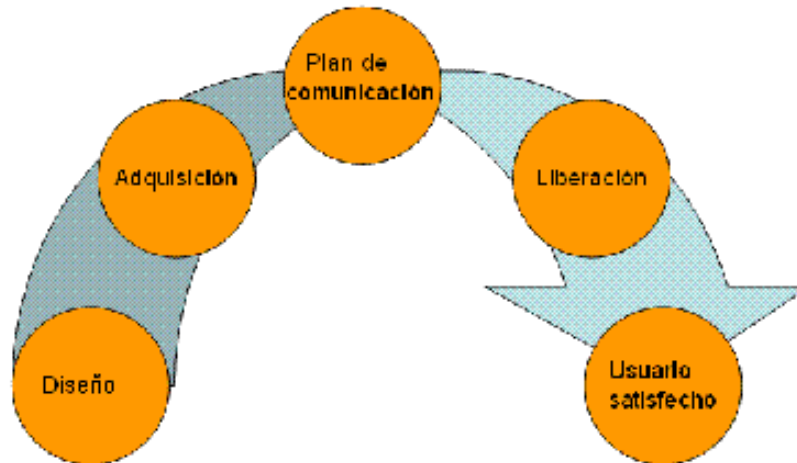 Diseño
Adquisición
Plan de
comunicación
Liberación
Usuario
satisfecho